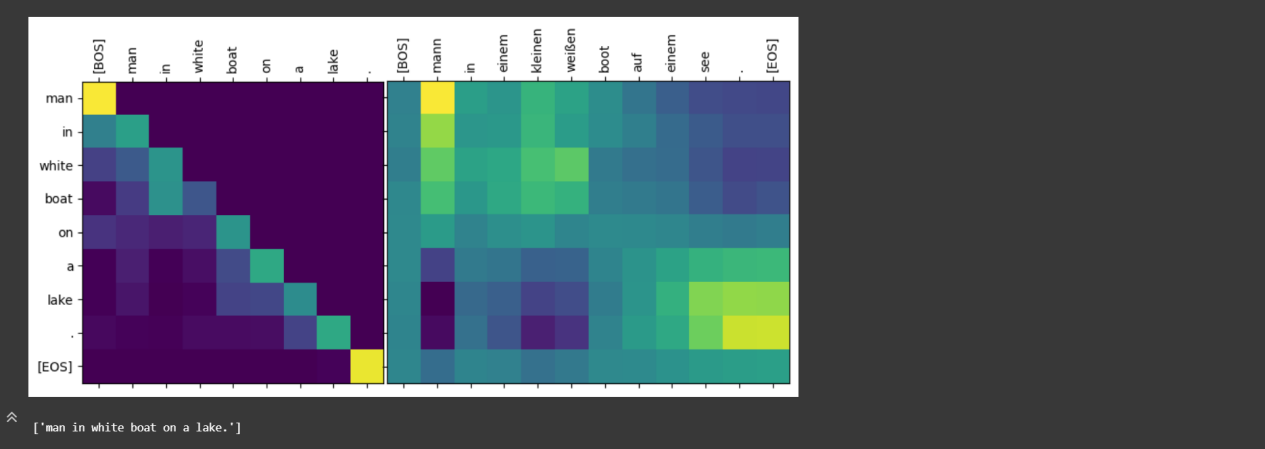 [BOS] man in white boat on a lake .
[BOS] mann in einem kleinen weißen boot auf einem see . [EOS]
man
in
white
boat
on
a
lake
.
[EOS]
['man in white boat on a lake.']